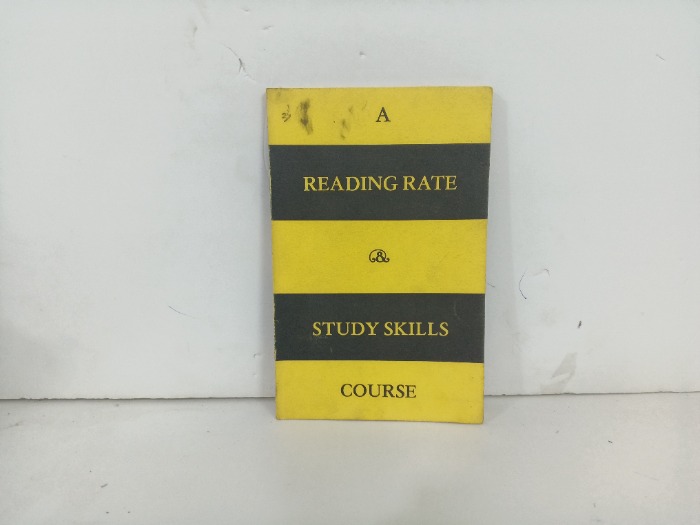 A
READING RATE
&
STUDY SKILLS
COURSE